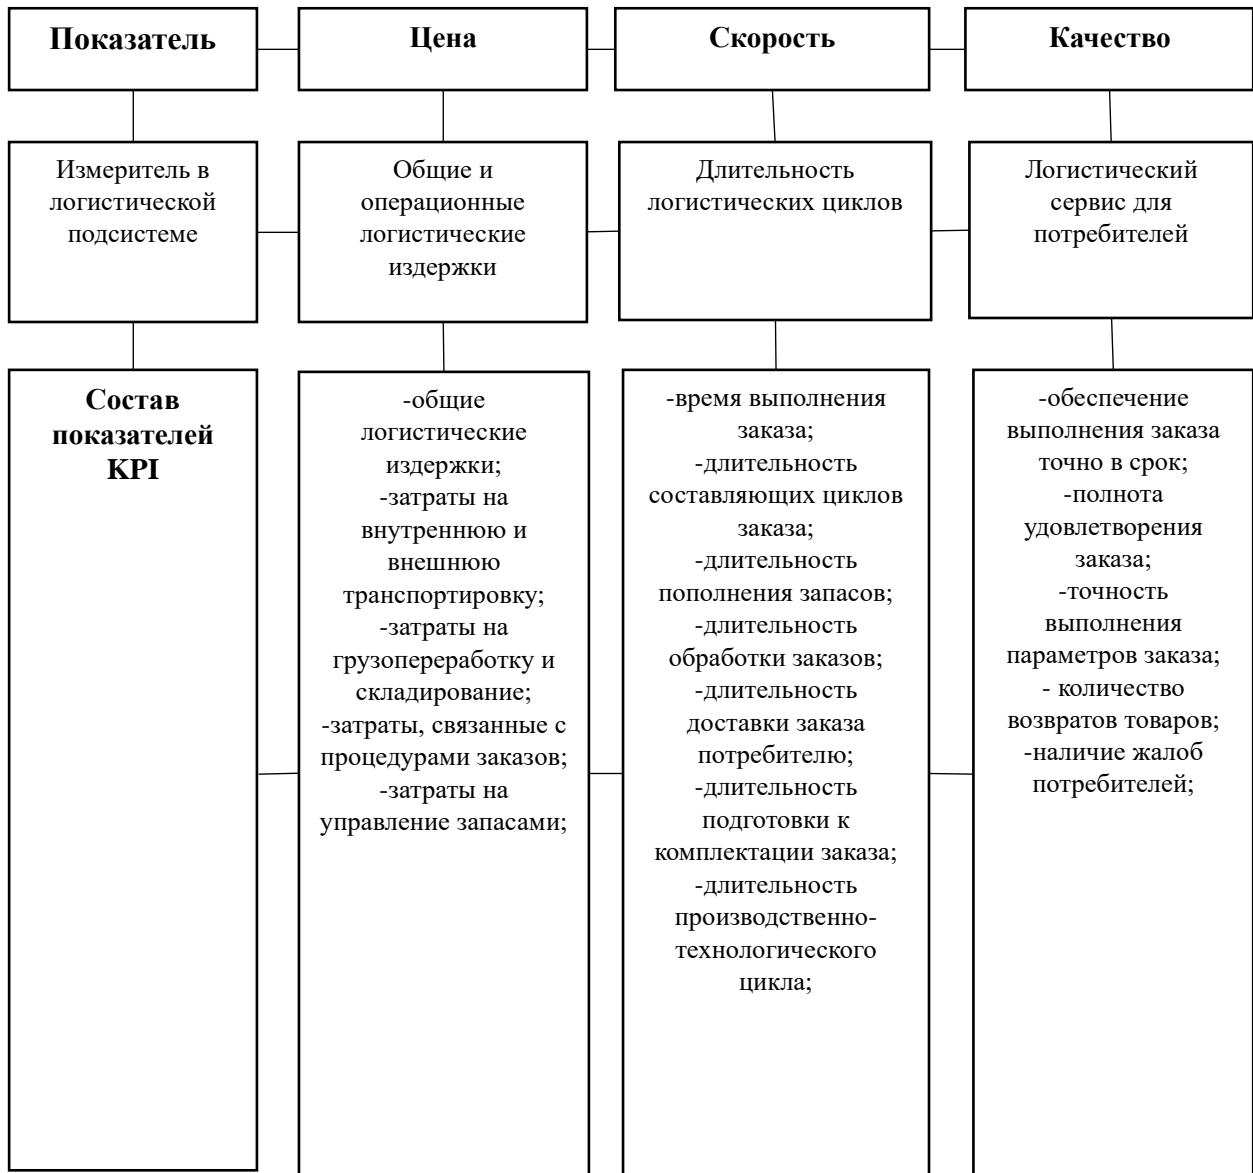 Показатель
Цена
Скорость
Качество
Измеритель в
логистической
подсистеме
Общие и
операционные
логистические
издержки
Длительность
логистических циклов
Логистический
сервис для
потребителей
Состав
показателей
KPI
-общие
логистические
издержки;
-затраты на
внутреннюю и
внешнюю
транспортировку;
-затраты на
грузопереработку и
складирование;
-затраты, связанные с
процедурами заказов;
-затраты на
управление запасами;
-время выполнения
заказа;
-длительность
составляющих циклов
заказа;
-длительность
пополнения запасов;
-длительность
обработки заказов;
-длительность
доставки заказа
потребителю;
-длительность
подготовки к
комплектации заказа;
-длительность
производственно-
технологического
цикла;
-обеспечение
выполнения заказа
точно в срок;
-полнота
удовлетворения
заказа;
-точность
выполнения
параметров заказа;
- количество
возвратов товаров;
-наличие жалоб
потребителей;